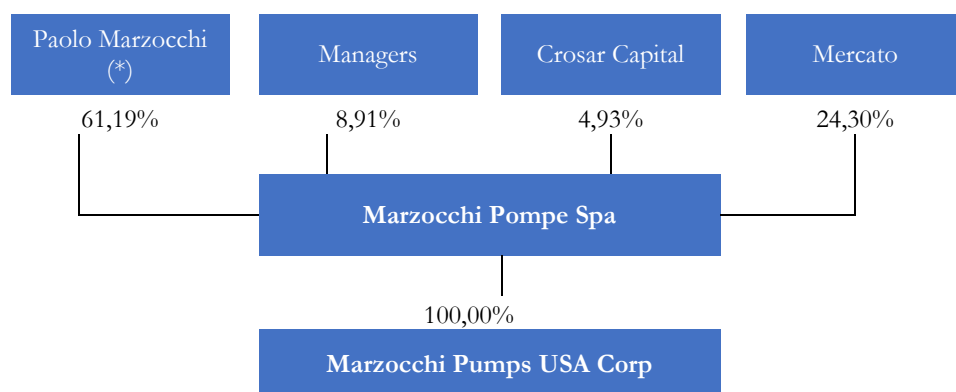 Paolo Marzocchi
(*)
Managers
Crosar Capital
Mercato
61,19%
8,91%
4,93%
24,30%
Marzocchi Pompe Spa
100,00%
Marzocchi Pumps USA Corp